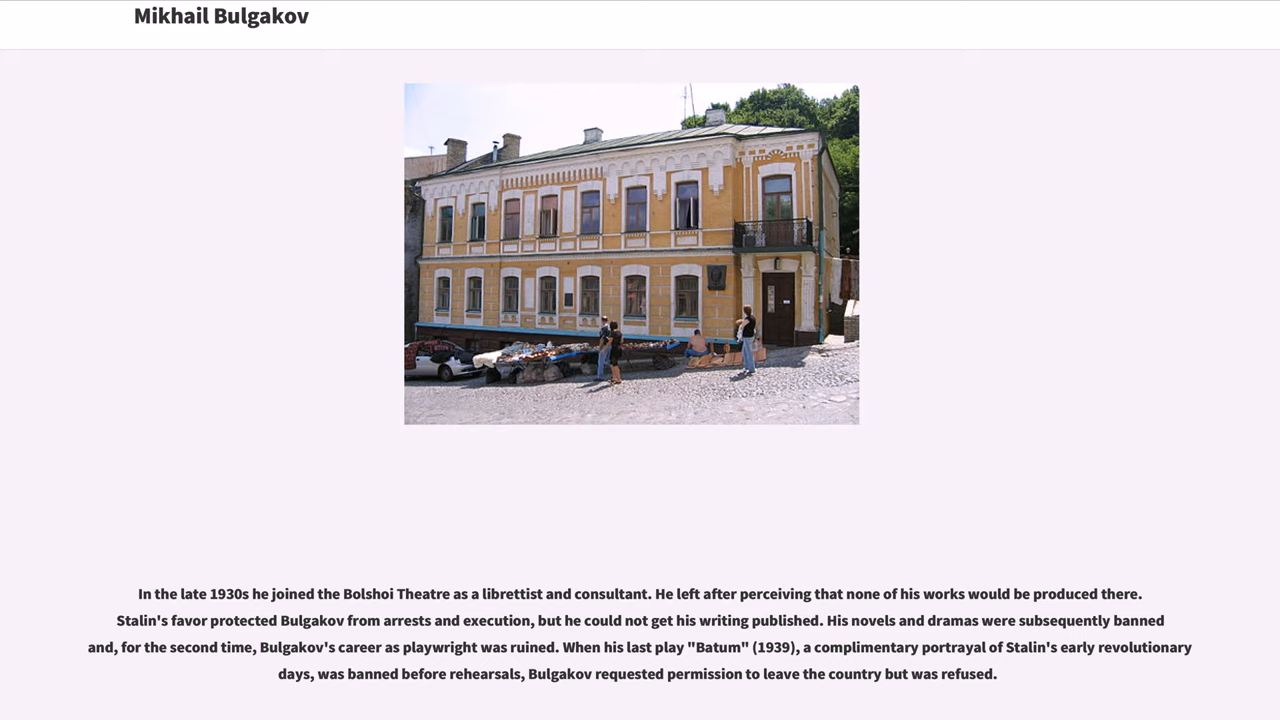 Mikhail Bulgakov
In the late 1930s he joined the Bolshoi Theatre as a librettist and consultant. He left after perceiving that none of his works would be produced there.
Stalin's favor protected Bulgakov from arrests and execution, but he could not get his writing published. His novels and dramas were subsequently banned
and, for the second time, Bulgakov's career as playwright was ruined. When his last play "Batum" (1939), a complimentary portrayal of Stalin's early revolutionary
days, was banned before rehearsals, Bulgakov requested permission to leave the country but was refused.